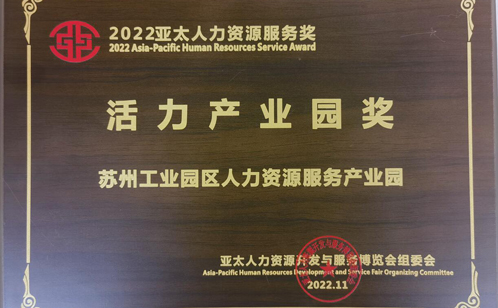 2022亚太人力资源服务奖
2022 Asia-Pacific Human Resources Service Award
活力产业园奖
苏州工业园区人力资源服务产业园
亚太人力资源开发与服务博览会组委会
Asia-Pacific Human Resources Development and Service Fair Organizing Committee
2022.11